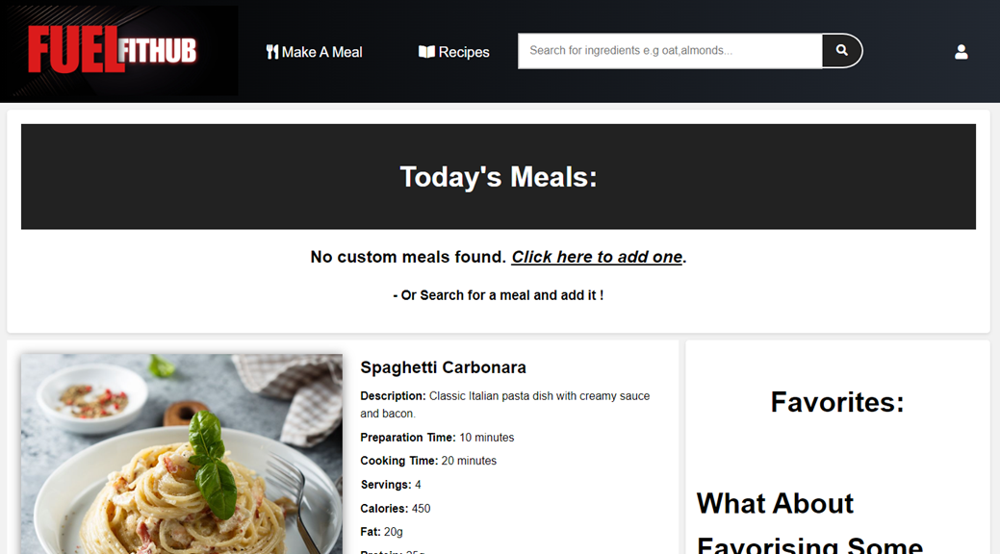 FUELFITHUB
Make A Meal
Recipes
Search for ingredients e.g oat,almonds...
Today's Meals:
No custom meals found. Click here to add one.
- Or Search for a meal and add it !
Spaghetti Carbonara
Description: Classic Italian pasta dish with creamy sauce
and bacon.
Preparation Time: 10 minutes
Cooking Time: 20 minutes
Servings: 4
Calories: 450
Fat: 20g
Favorites:
What About
Favorising Some